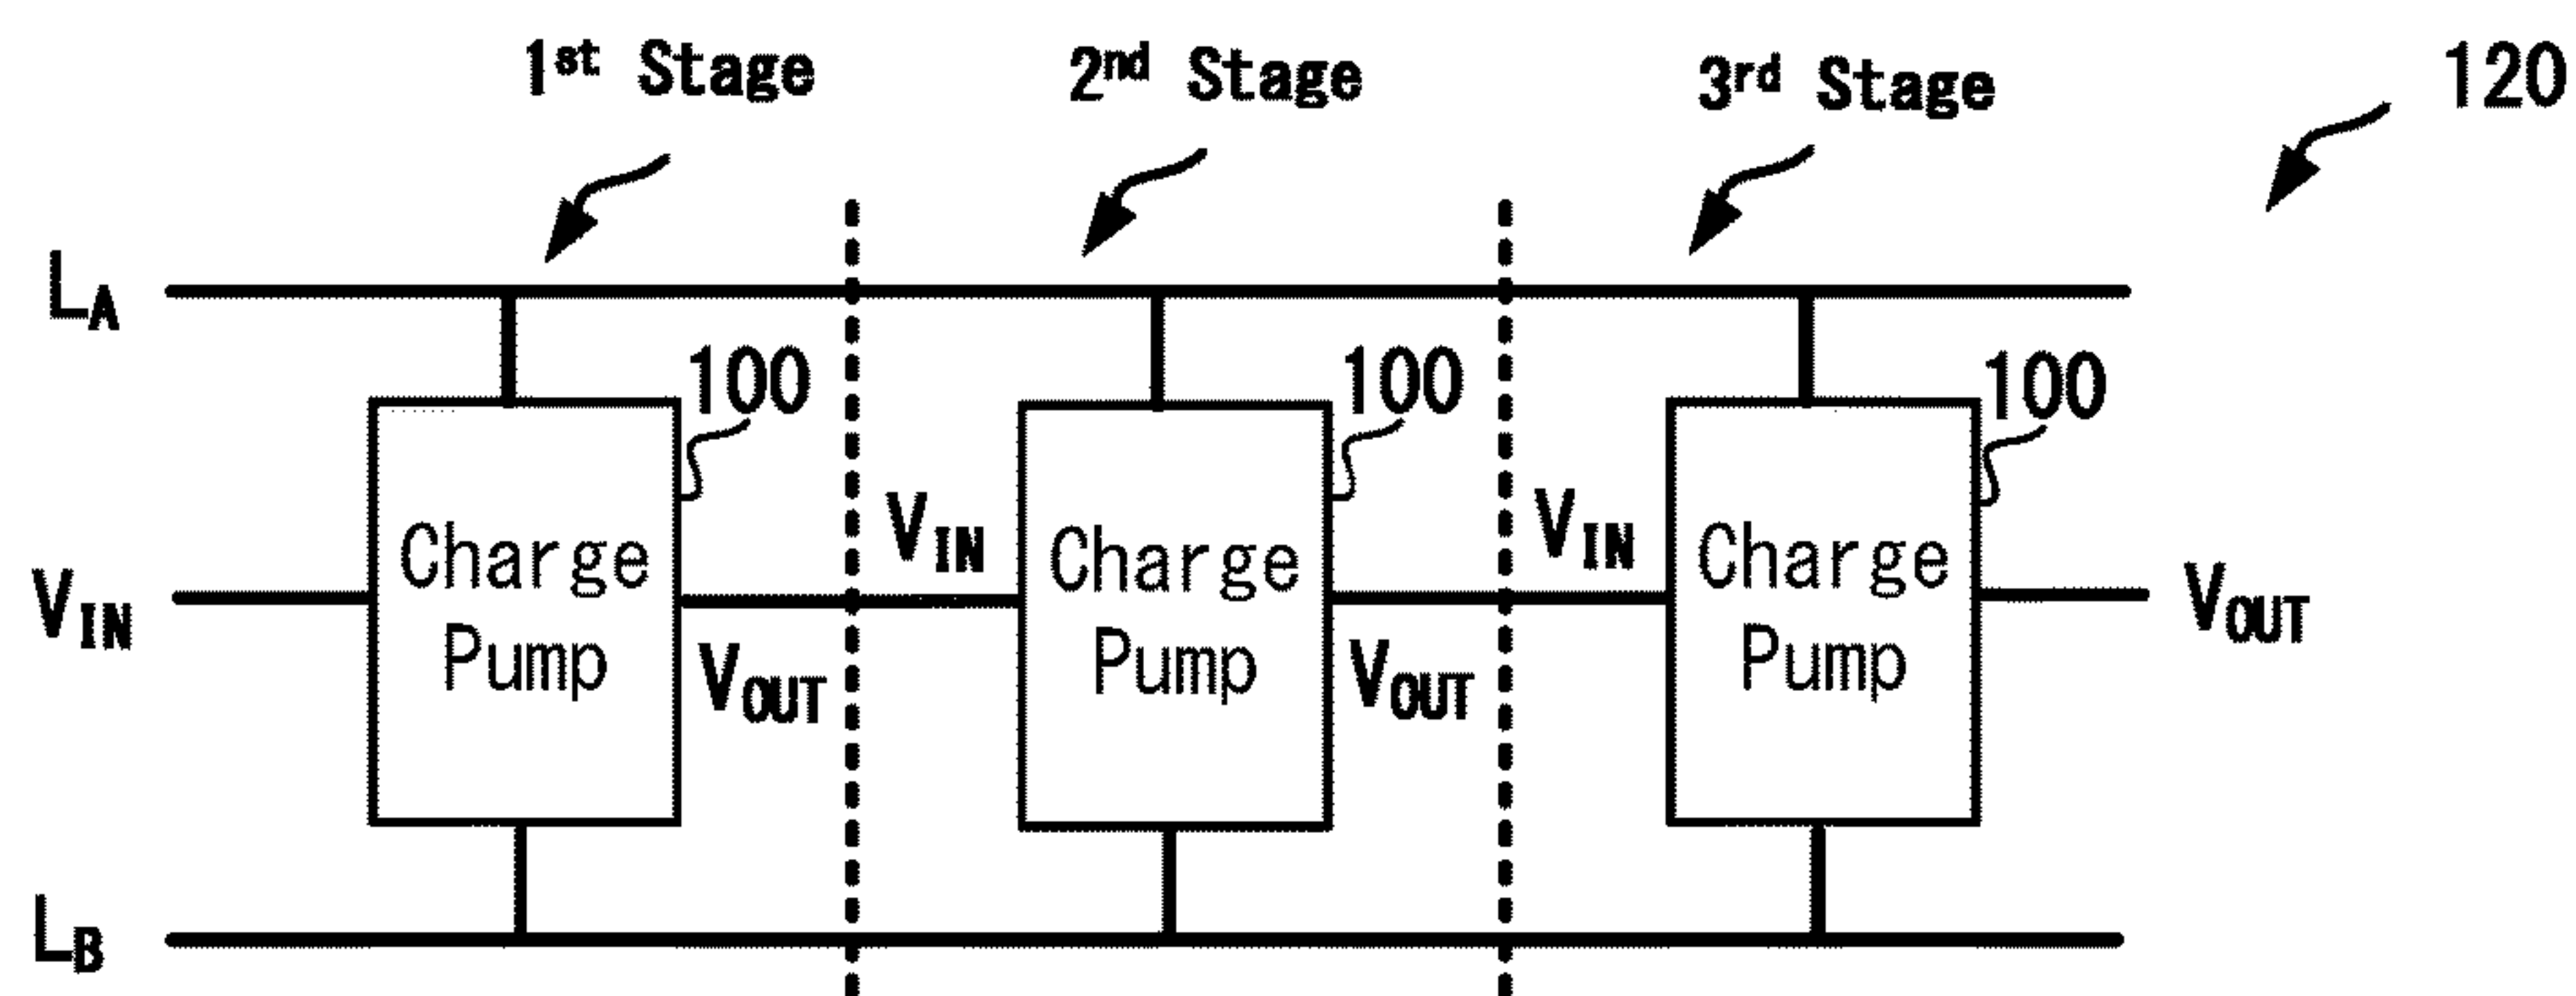 1st Stage
2nd Stage
3rd Stage
120
LA
100
100
100
VIN
Charge
Pump
VOUT
VIN
Charge
Pump
VOUT
VIN
Charge
Pump
VOUT
LB